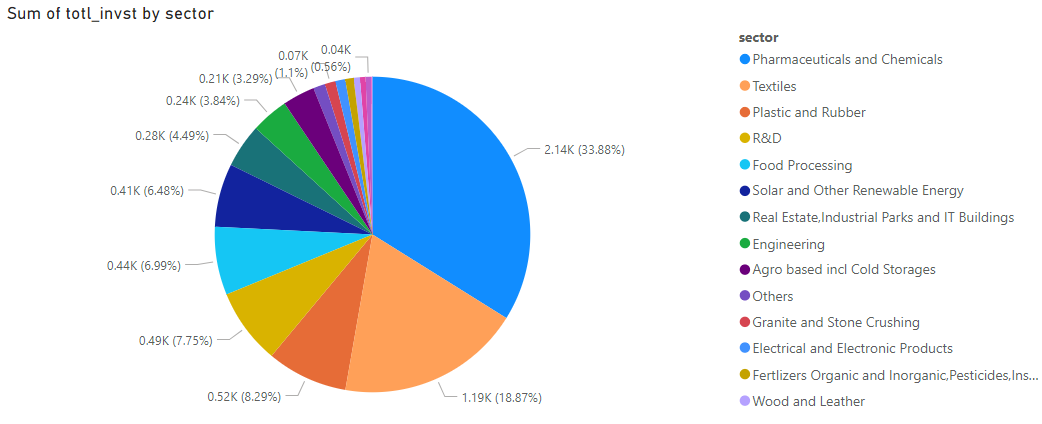 Sum of totl_invst by sector
0.04K
(0.56%)
0.07K
(1.1%)
0.21K (3.29%)
0.24K (3.84%)
0.28K (4.49%)
0.41K (6.48%)
0.44K (6.99%)
0.49K (7.75%)
0.52K (8.29%)
1.19K (18.87%)
2.14K (33.88%)
sector
Pharmaceuticals and Chemicals
Textiles
Plastic and Rubber
R&D
Food Processing
Solar and Other Renewable Energy
Real Estate,Industrial Parks and IT Buildings
Engineering
Agro based incl Cold Storages
Others
Granite and Stone Crushing
Electrical and Electronic Products
Fertlizers Organic and Inorganic,Pesticides,Ins...
Wood and Leather